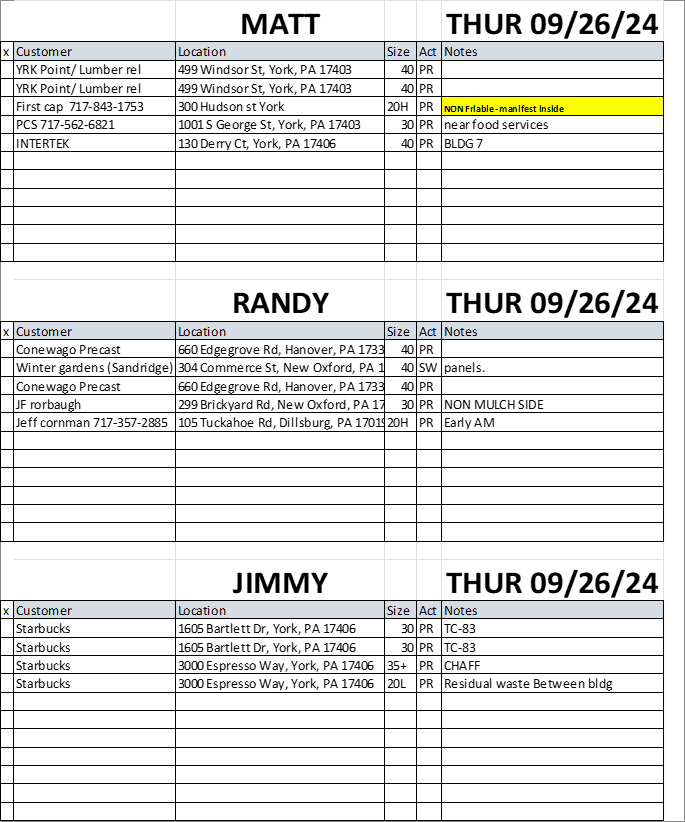 MATT THUR 09/26/24
x Customer Location Size Act Notes
YRK Point/ Lumber rel 499 Windsor St, York, PA 17403 40 PR
YRK Point/ Lumber rel 499 Windsor St, York, PA 17403 40 PR
First cap 717-843-1753 300 Hudson st York 20H PR NON Friable - manifest Inside
PCS 717-562-6821 1001 S George St, York, PA 17403 30 PR near food services
INTERTEK 130 Derry Ct, York, PA 17406 40 PR BLDG 7
RANDY THUR 09/26/24
x Customer Location Size Act Notes
Conewago Precast 660 Edgegrove Rd, Hanover, PA 1733 40 PR
Winter gardens (Sandridge) 304 Commerce St, New Oxford, PA 1 40 SW panels.
Conewago Precast 660 Edgegrove Rd, Hanover, PA 1733 40 PR
JF rorbaugh 299 Brickyard Rd, New Oxford, PA 17 30 PR NON MULCH SIDE
Jeff cornman 717-357-2885 105 Tuckahoe Rd, Dillsburg, PA 17019 20H PR Early AM
JIMMY THUR 09/26/24
x Customer Location Size Act Notes
Starbucks 1605 Bartlett Dr, York, PA 17406 30 PR TC-83
Starbucks 1605 Bartlett Dr, York, PA 17406 30 PR TC-83
Starbucks 3000 Espresso Way, York, PA 17406 35+ PR CHAFF
Starbucks 3000 Espresso Way, York, PA 17406 20L PR Residual waste Between bldg